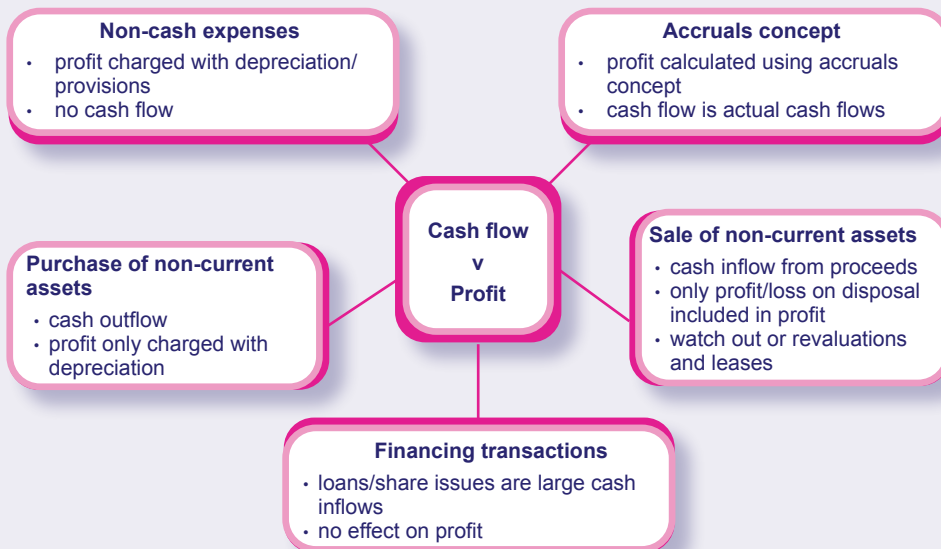 Non-cash expenses
• profit charged with depreciation/
provisions
• no cash flow
Accruals concept
• profit calculated using accruals
concept
• cash flow is actual cash flows
Cash flow
v
Profit
Purchase of non-current
assets
• cash outflow
• profit only charged with
depreciation
Sale of non-current assets
• cash inflow from proceeds
• only profit/loss on disposal
included in profit
• watch out or revaluations
and leases
Financing transactions
• loans/share issues are large cash
inflows
• no effect on profit